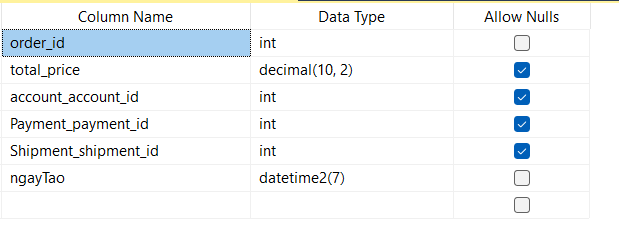 Column Name Data Type Allow Nulls
order_id int
total_price decimal(10, 2)
account_account_id int
Payment_payment_id int
Shipment_shipment_id int
ngayTao datetime2(7)